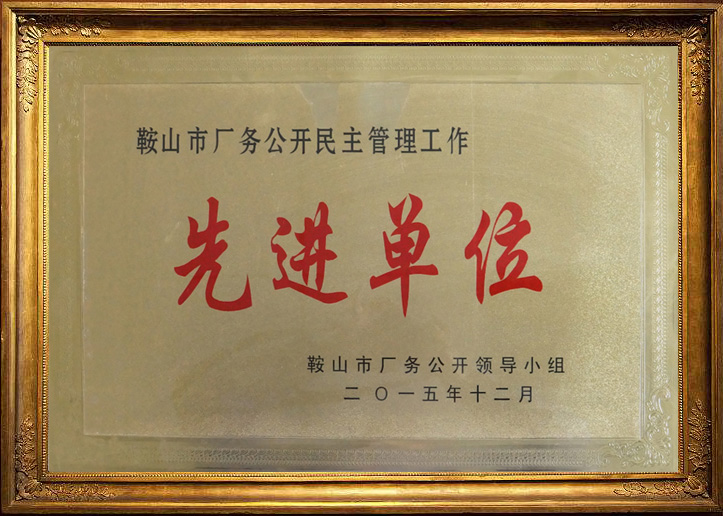 鞍山市厂务公开民主管理工作
先进单位
鞍山市厂务公开领导小组
二〇一五年十二月